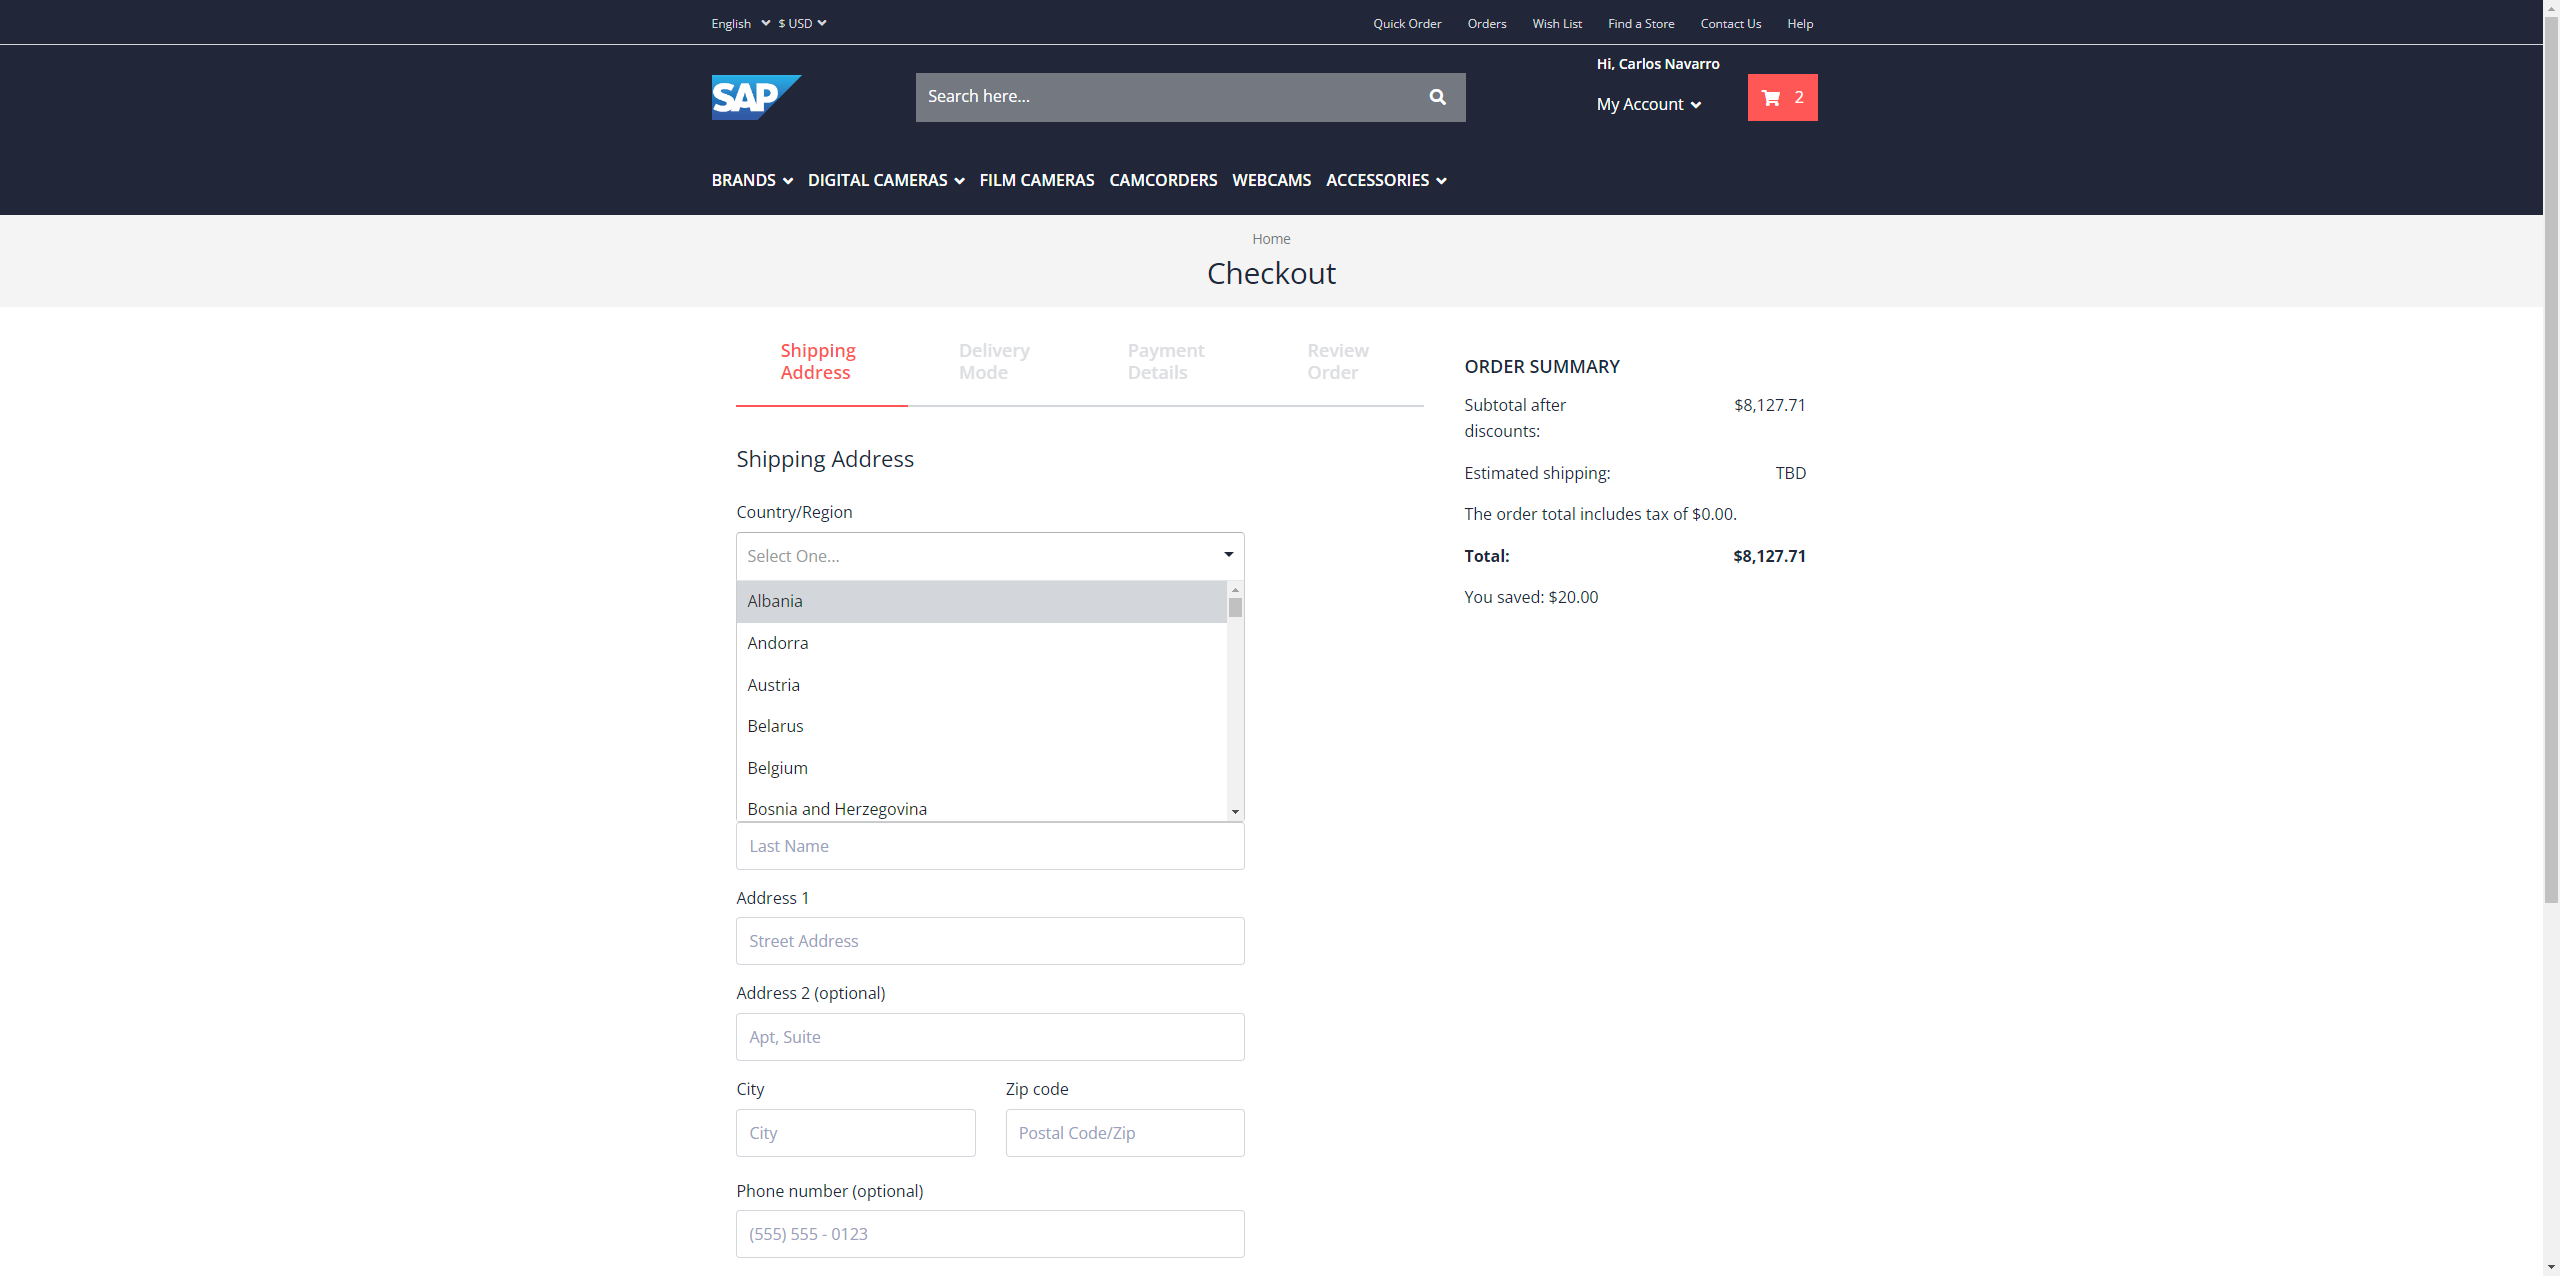 English $ USD Quick Order Orders Wish List Find a Store Contact Us Help
Hi, Carlos Navarro
SAP Search here... My Account 2
BRANDS DIGITAL CAMERAS FILM CAMERAS CAMCORDERS WEBCAMS ACCESSORIES
Home
Checkout
Shipping Address
Delivery Mode
Payment Details
Review Order
Shipping Address
Country/Region
Select One...
Albania
Andorra
Austria
Belarus
Belgium
Bosnia and Herzegovina
Last Name
Address 1
Street Address
Address 2 (optional)
Apt, Suite
City Zip code
City Postal Code/Zip
Phone number (optional)
(555) 555 - 0123
ORDER SUMMARY
Subtotal after discounts: $8,127.71
Estimated shipping: TBD
The order total includes tax of $0.00.
Total: $8,127.71
You saved: $20.00